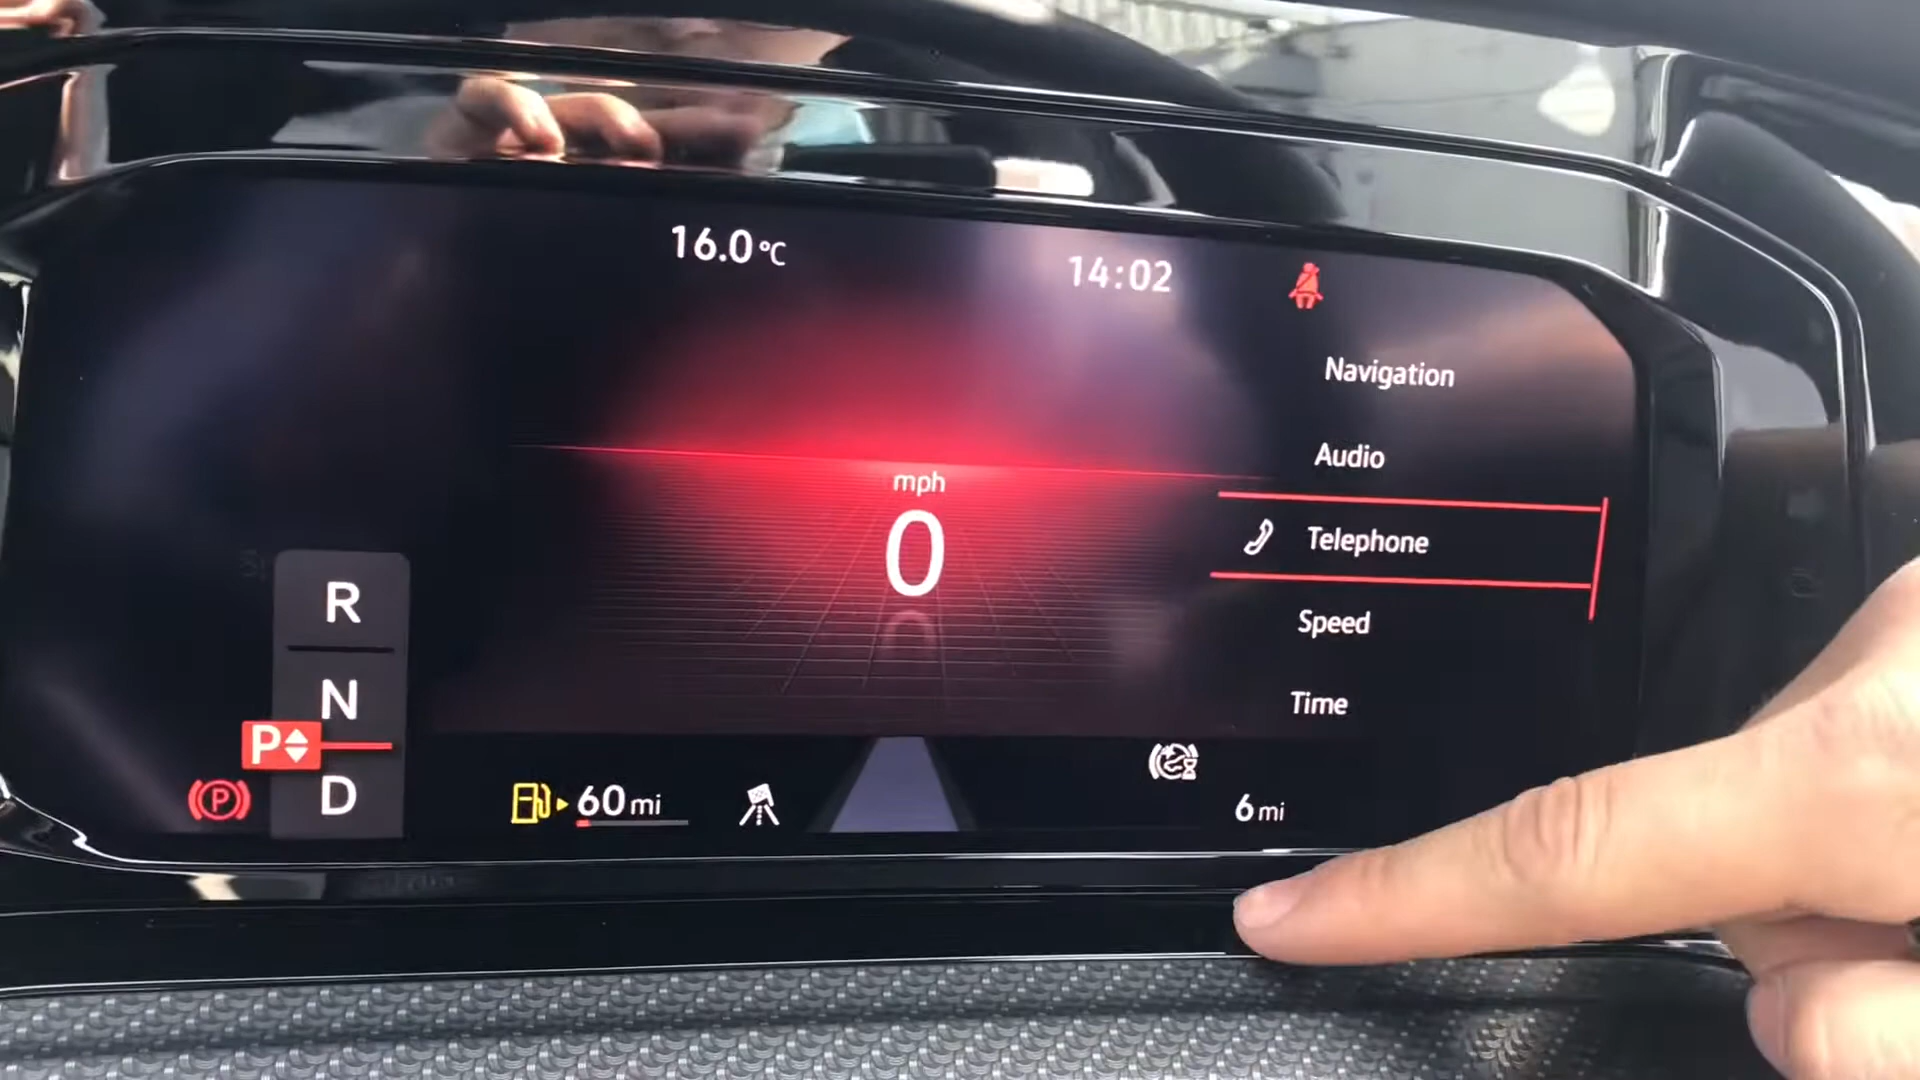 16.0 °C
14:02
Navigation
Audio
mph
0
Telephone
R
Speed
N
Time
P
D
P
60 mi
6 mi